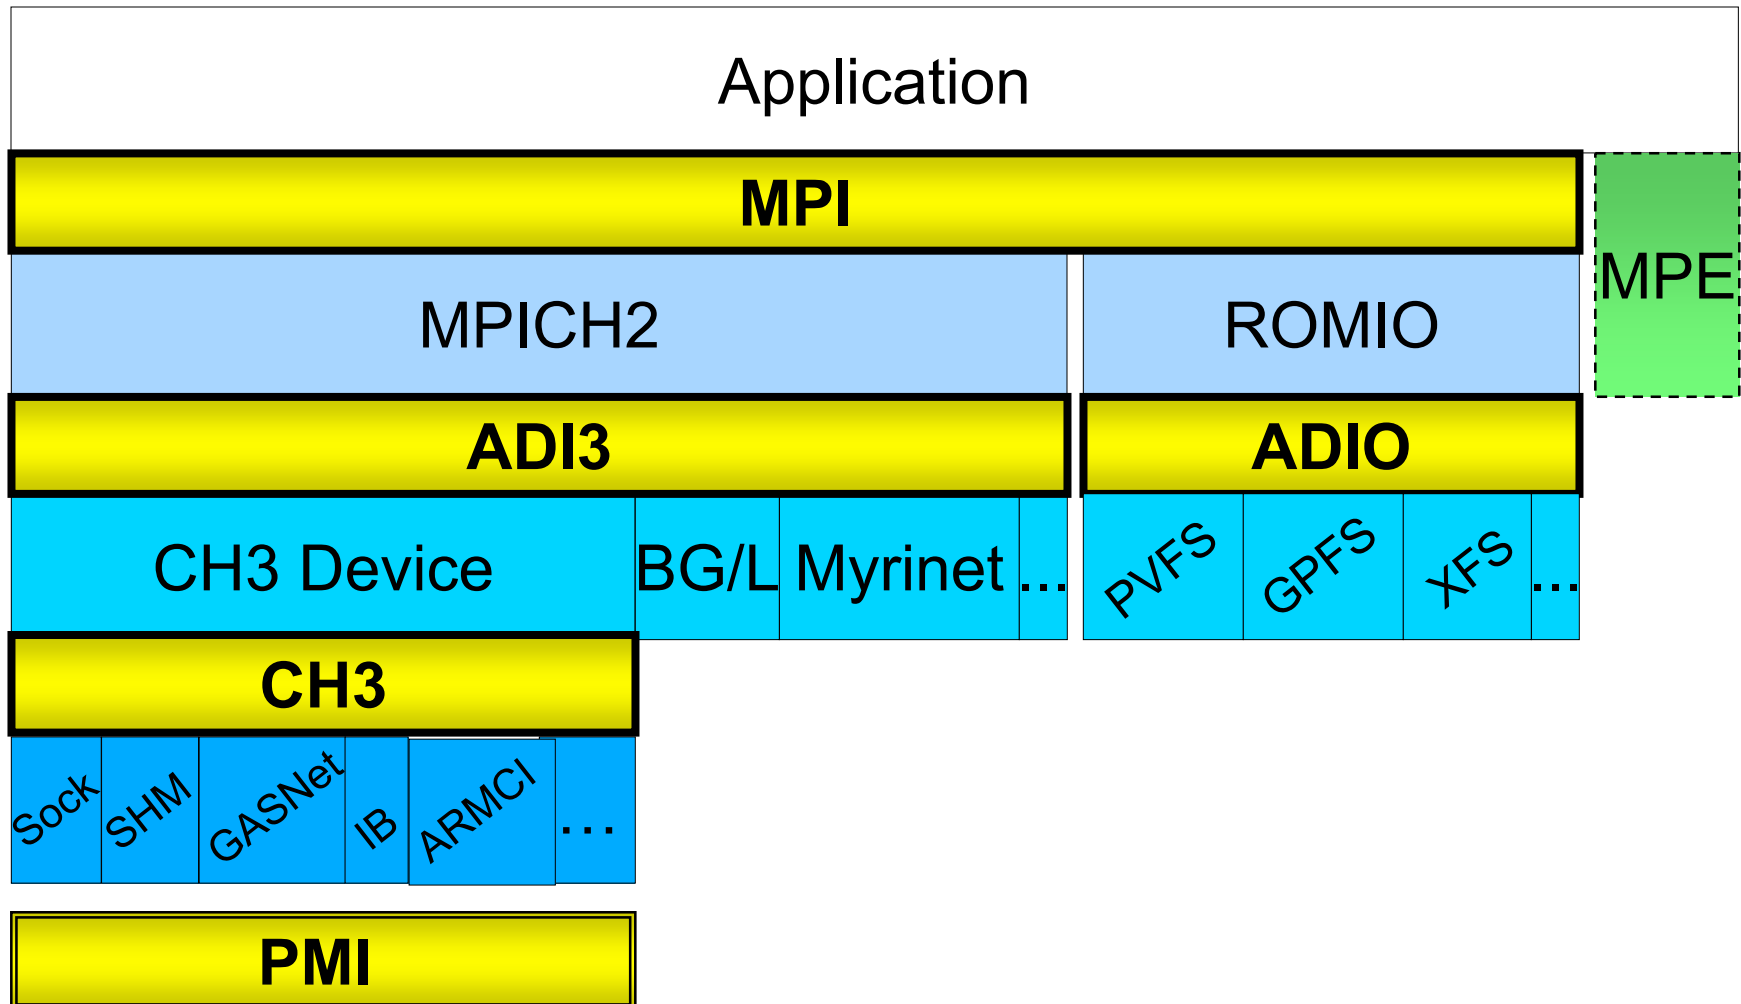 Application
MPI
MPE
MPICH2
ROMIO
ADI3
ADIO
CH3 Device
BG/L
Myrinet
...
PVFS
GPFS
XFS
...
CH3
Sock
SHM
GASNet
IB
ARMCI
...
PMI